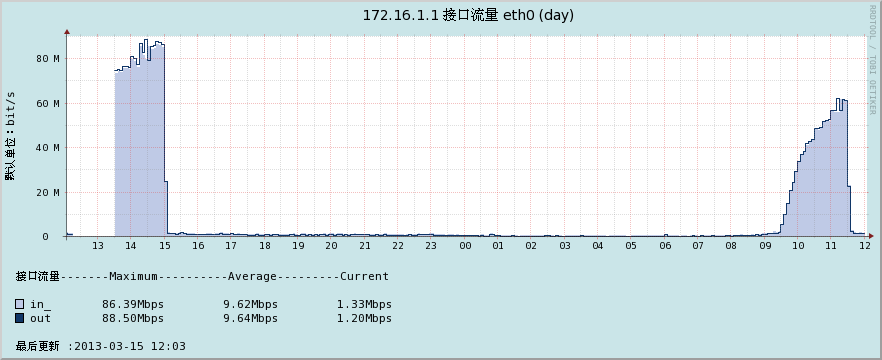 172.16.1.1 接口流量 eth0 (day)
RRDTOOL / TOBI OETIKER
默认单位：bit/s
80 M
60 M
40 M
20 M
0
13 14 15 16 17 18 19 20 21 22 23 00 01 02 03 04 05 06 07 08 09 10 11 12
接口流量-------Maximum----------Average---------Current
in_ 86.39Mbps 9.62Mbps 1.33Mbps
out 88.50Mbps 9.64Mbps 1.20Mbps
最后更新 :2013-03-15 12:03